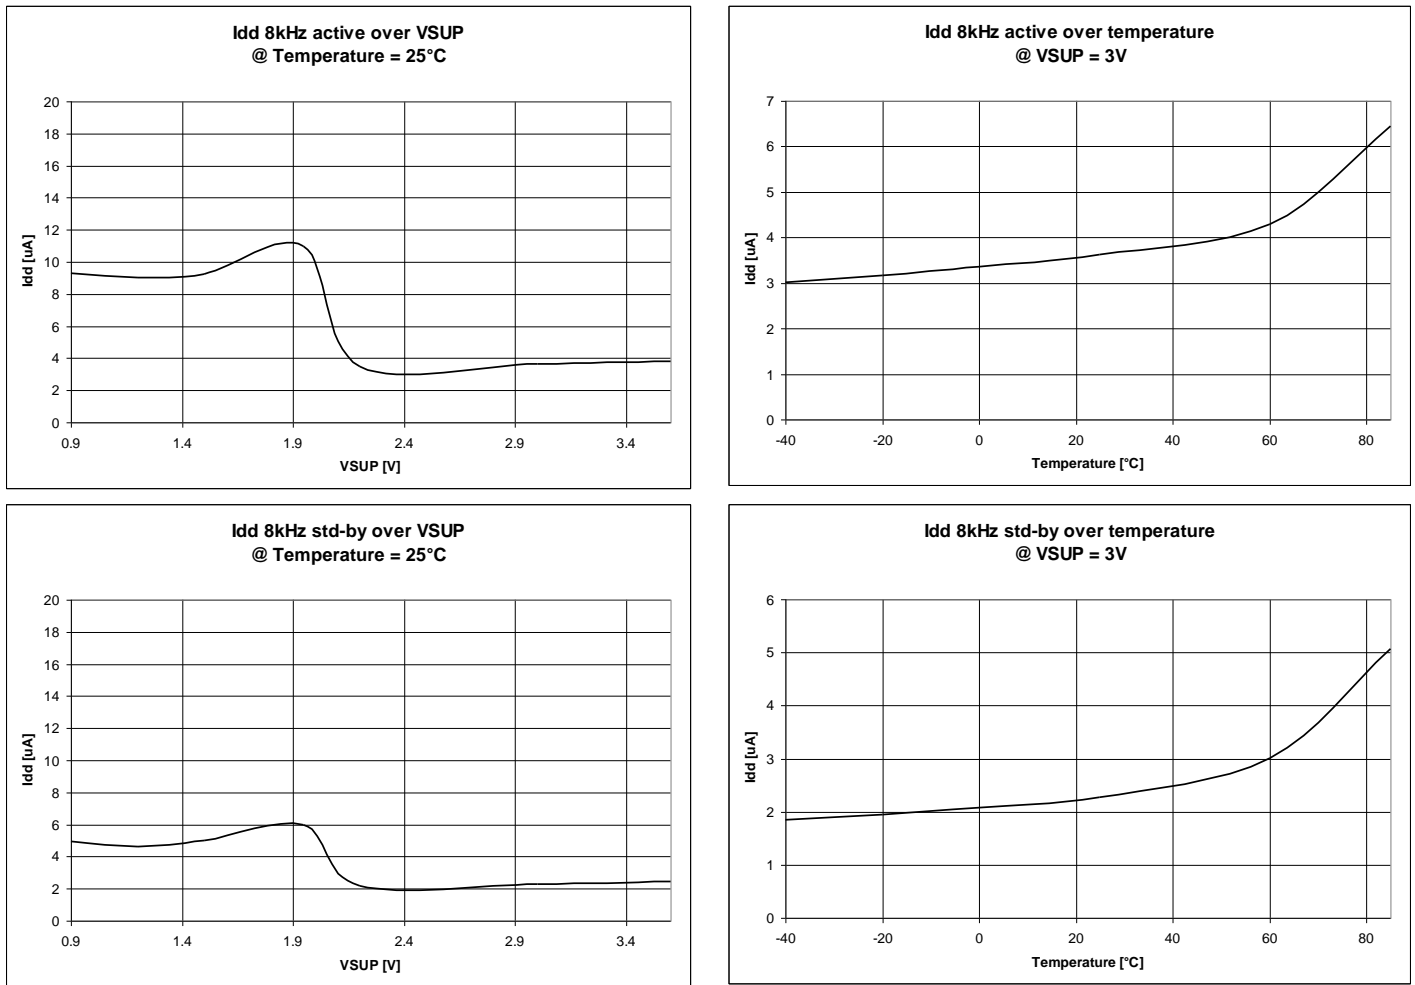 Idd 8kHz active over VSUP
@ Temperature = 25°C
20
18
16
14
12
10
8
6
4
2
0
Idd [uA]
0.9 1.4 1.9 2.4 2.9 3.4
VSUP [V]
Idd 8kHz active over temperature
@ VSUP = 3V
7
6
5
4
3
2
1
0
Idd [uA]
-40 -20 0 20 40 60 80
Temperature [°C]
Idd 8kHz std-by over VSUP
@ Temperature = 25°C
20
18
16
14
12
10
8
6
4
2
0
Idd [uA]
0.9 1.4 1.9 2.4 2.9 3.4
VSUP [V]
Idd 8kHz std-by over temperature
@ VSUP = 3V
6
5
4
3
2
1
0
Idd [uA]
-40 -20 0 20 40 60 80
Temperature [°C]